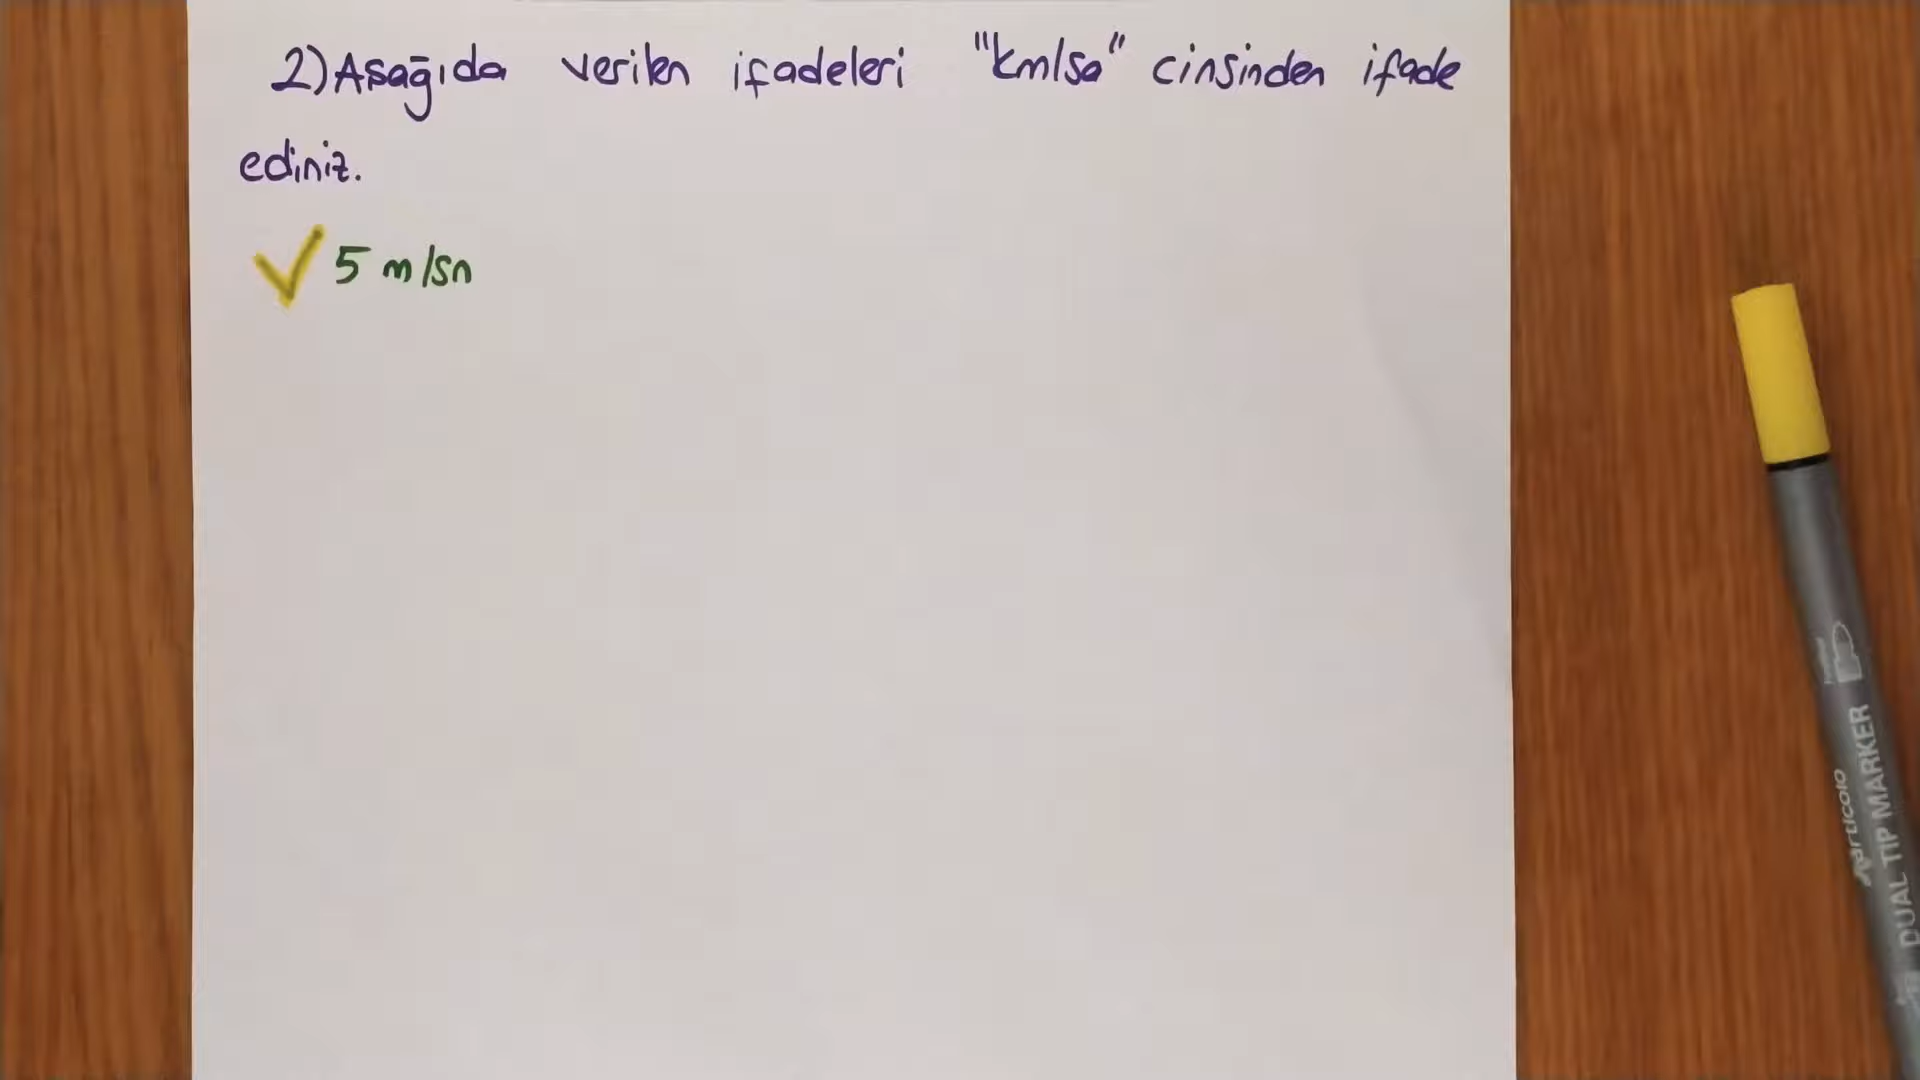 2) Aşağıda verilen ifadeleri "km/sa" cinsinden ifade
ediniz.
5 m/sn
articolo
DUAL TIP MARKER